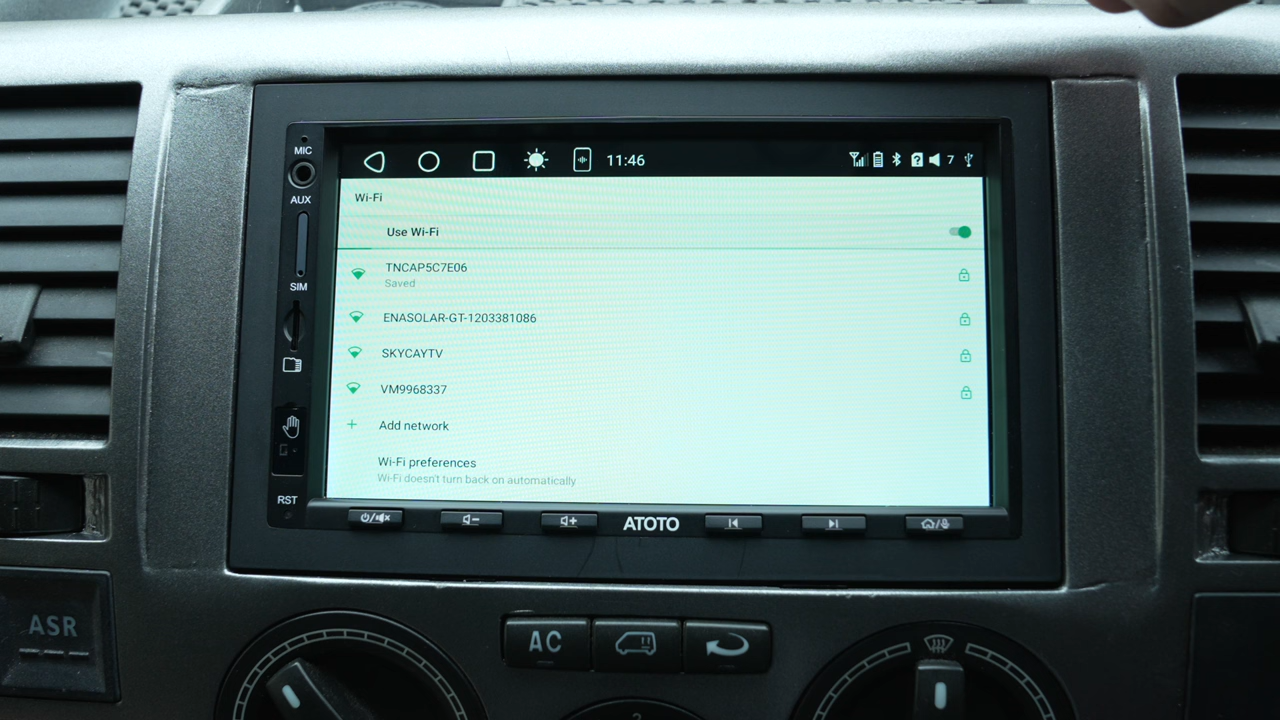 MIC
AUX
SIM
RST
11:46
7
Wi-Fi
Use Wi-Fi
TNCAP5C7E06
Saved
ENASOLAR-GT-1203381086
SKYCAYTV
VM9968337
+ Add network
Wi-Fi preferences
Wi-Fi doesn't turn back on automatically
ATOTO
ASR
AC